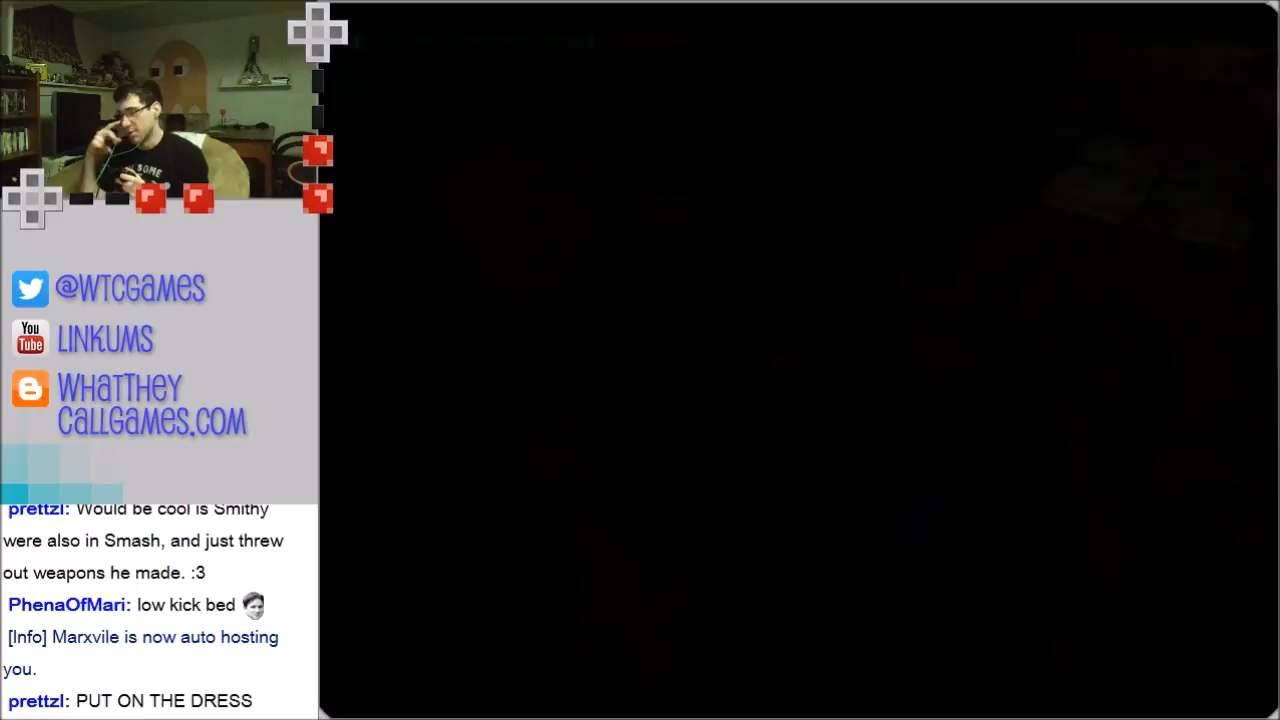 @WTCGAMES
You
Tube
LINKUMS
WHATTHEY
CALLGAMES.COM
prettzl: Would be cool is Smithy
were also in Smash, and just threw
out weapons he made. :3
PhenaOfMari: low kick bed
[Info] Marxvile is now auto hosting
you.
prettzl: PUT ON THE DRESS